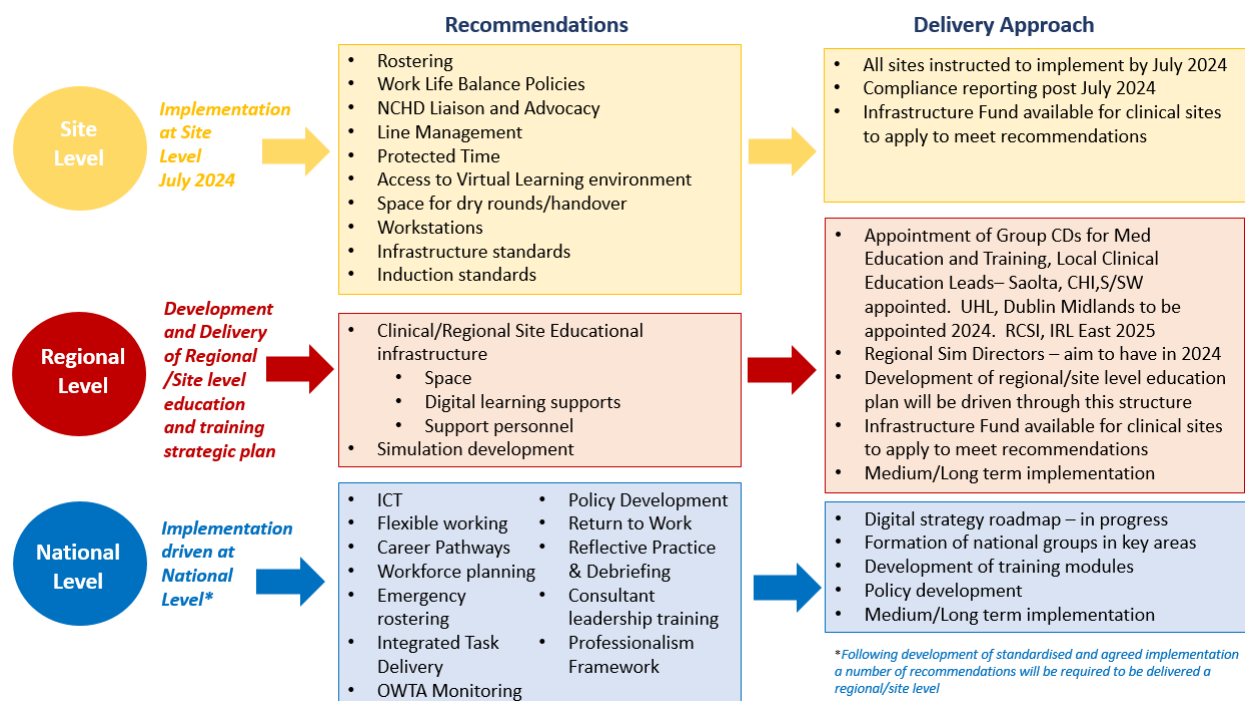 Recommendations
Delivery Approach
Site
Level
Implementation
at Site
Level
July 2024
• Rostering
• Work Life Balance Policies
• NCHD Liaison and Advocacy
• Line Management
• Protected Time
• Access to Virtual Learning environment
• Space for dry rounds/handover
• Workstations
• Infrastructure standards
• Induction standards
• All sites instructed to implement by July 2024
• Compliance reporting post July 2024
• Infrastructure Fund available for clinical sites
to apply to meet recommendations
Regional
Level
Development
and Delivery
of Regional
/Site level
education
and training
strategic plan
• Clinical/Regional Site Educational
infrastructure
• Space
• Digital learning supports
• Support personnel
• Simulation development
• Appointment of Group CDs for Med
Education and Training, Local Clinical
Education Leads– Saolta, CHI,S/SW
appointed. UHL, Dublin Midlands to be
appointed 2024. RCSI, IRL East 2025
• Regional Sim Directors – aim to have in 2024
• Development of regional/site level education
plan will be driven through this structure
• Infrastructure Fund available for clinical sites
to apply to meet recommendations
• Medium/Long term implementation
National
Level
Implementation
driven at
National
Level*
• ICT
• Flexible working
• Career Pathways
• Workforce planning
• Emergency
rostering
• Integrated Task
Delivery
• OWTA Monitoring
• Policy Development
• Return to Work
• Reflective Practice
& Debriefing
• Consultant
leadership training
• Professionalism
Framework
• Digital strategy roadmap – in progress
• Formation of national groups in key areas
• Development of training modules
• Policy development
• Medium/Long term implementation
*Following development of standardised and agreed implementation
a number of recommendations will be required to be delivered a
regional/site level